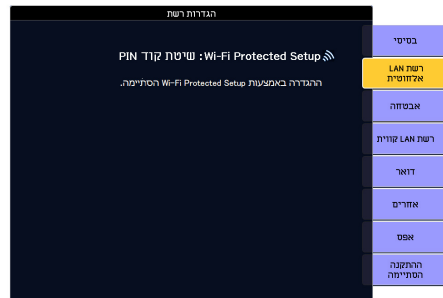 הגדרות רשת
Wi-Fi Protected Setup: שיטת קוד PIN
ההגדרה באמצעות Wi-Fi Protected Setup הסתיימה.
בסיסי
רשת LAN
אלחוטית
אבטחה
רשת LAN קווית
דואר
אחרים
אפס
ההתקנה
הסתיימה